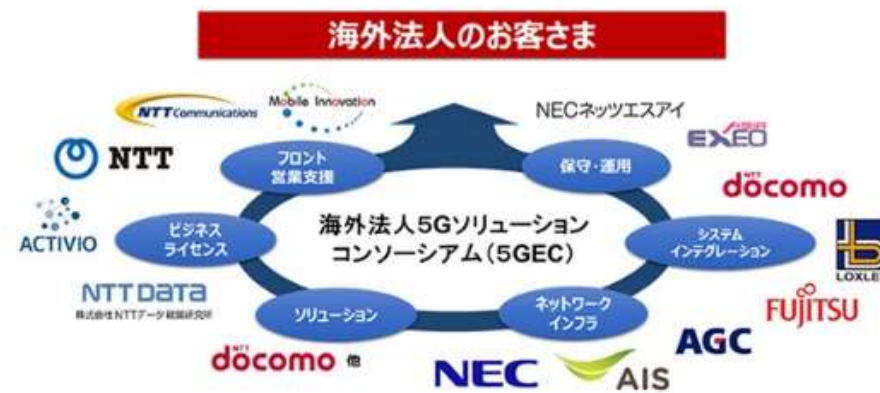 海外法人のお客さま
NTT Communications
Mobile Innovation
NECネッツエスアイ
EXEO
NTT
フロント
営業支援
保守・運用
NTT
döcomo
ACTIVIO
ビジネス
ライセンス
海外法人5Gソリューション
コンソーシアム(5GEC)
システム
インテグレーション
LOXLE
NTT DATA
株式会社NTTデータ経営研究所
ソリューション
ネットワーク
インフラ
FUJITSU
NTT
döcomo 他
NEC
AIS
AGC